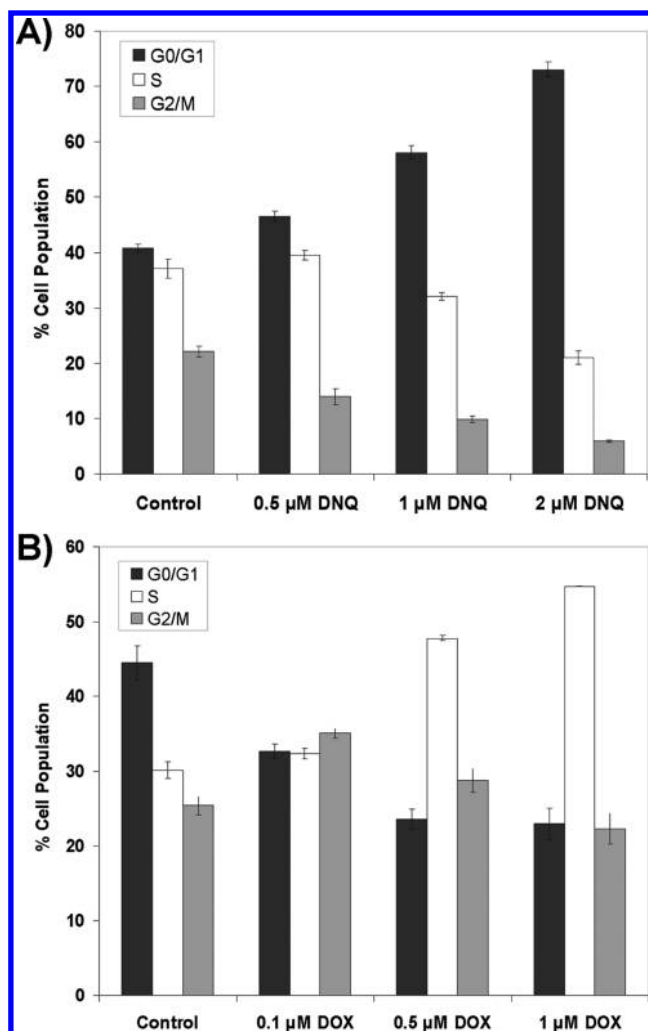 A)
G0/G1
S
G2/M
80
70
60
50
40
30
20
10
0
% Cell Population
Control 0.5 µM DNQ 1 µM DNQ 2 µM DNQ
B)
G0/G1
S
G2/M
60
50
40
30
20
10
0
% Cell Population
Control 0.1 µM DOX 0.5 µM DOX 1 µM DOX